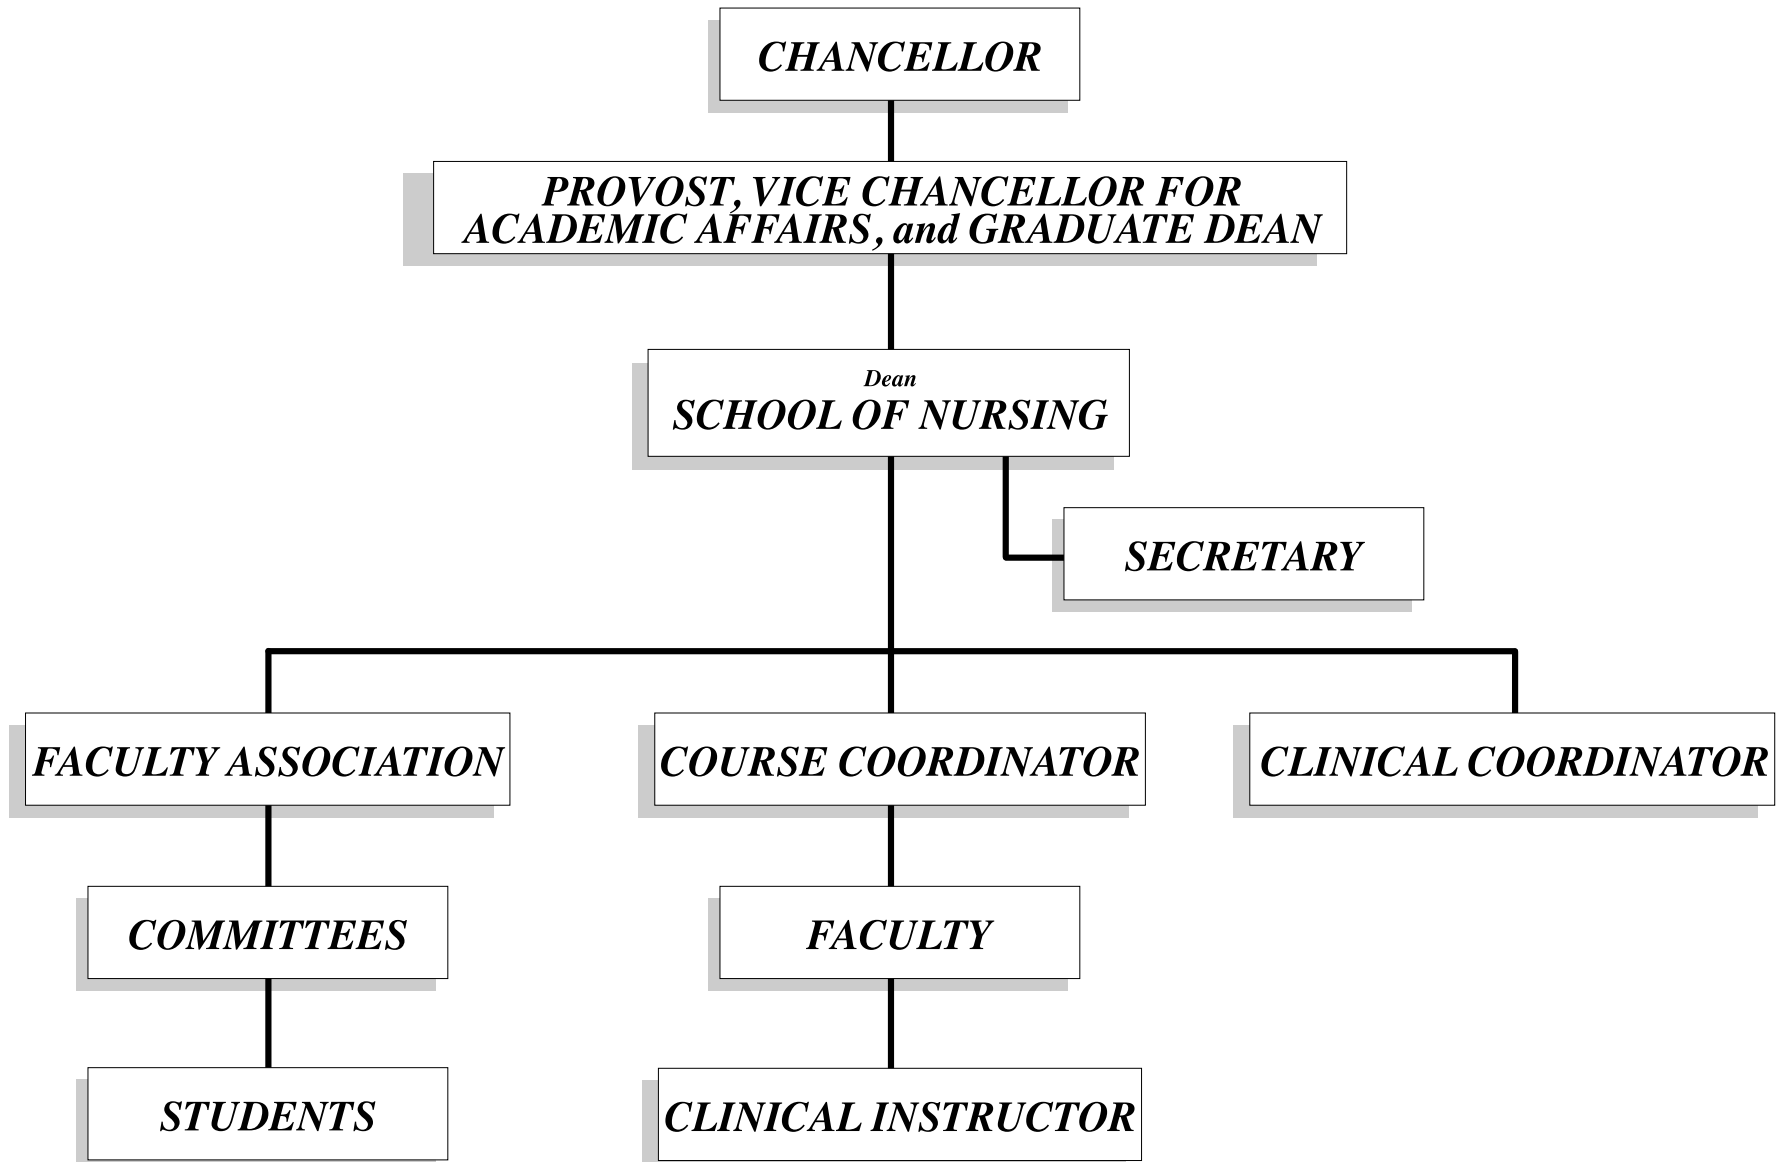 CHANCELLOR
PROVOST, VICE CHANCELLOR FOR
ACADEMIC AFFAIRS, and GRADUATE DEAN
Dean
SCHOOL OF NURSING
SECRETARY
FACULTY ASSOCIATION
COURSE COORDINATOR
CLINICAL COORDINATOR
COMMITTEES
FACULTY
STUDENTS
CLINICAL INSTRUCTOR